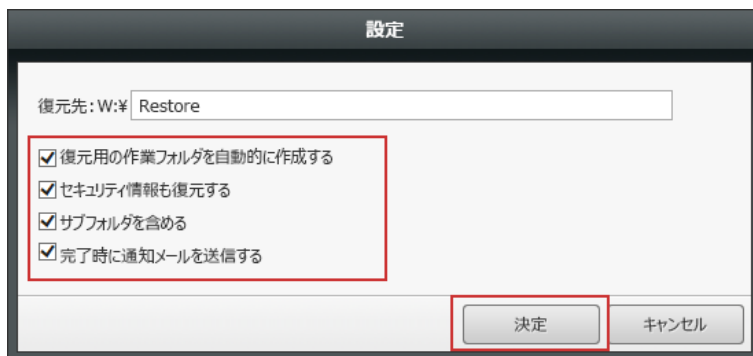 設定
復元先：W:¥ Restore
復元用の作業フォルダを自動的に作成する
セキュリティ情報も復元する
サブフォルダを含める
完了時に通知メールを送信する
決定 キャンセル